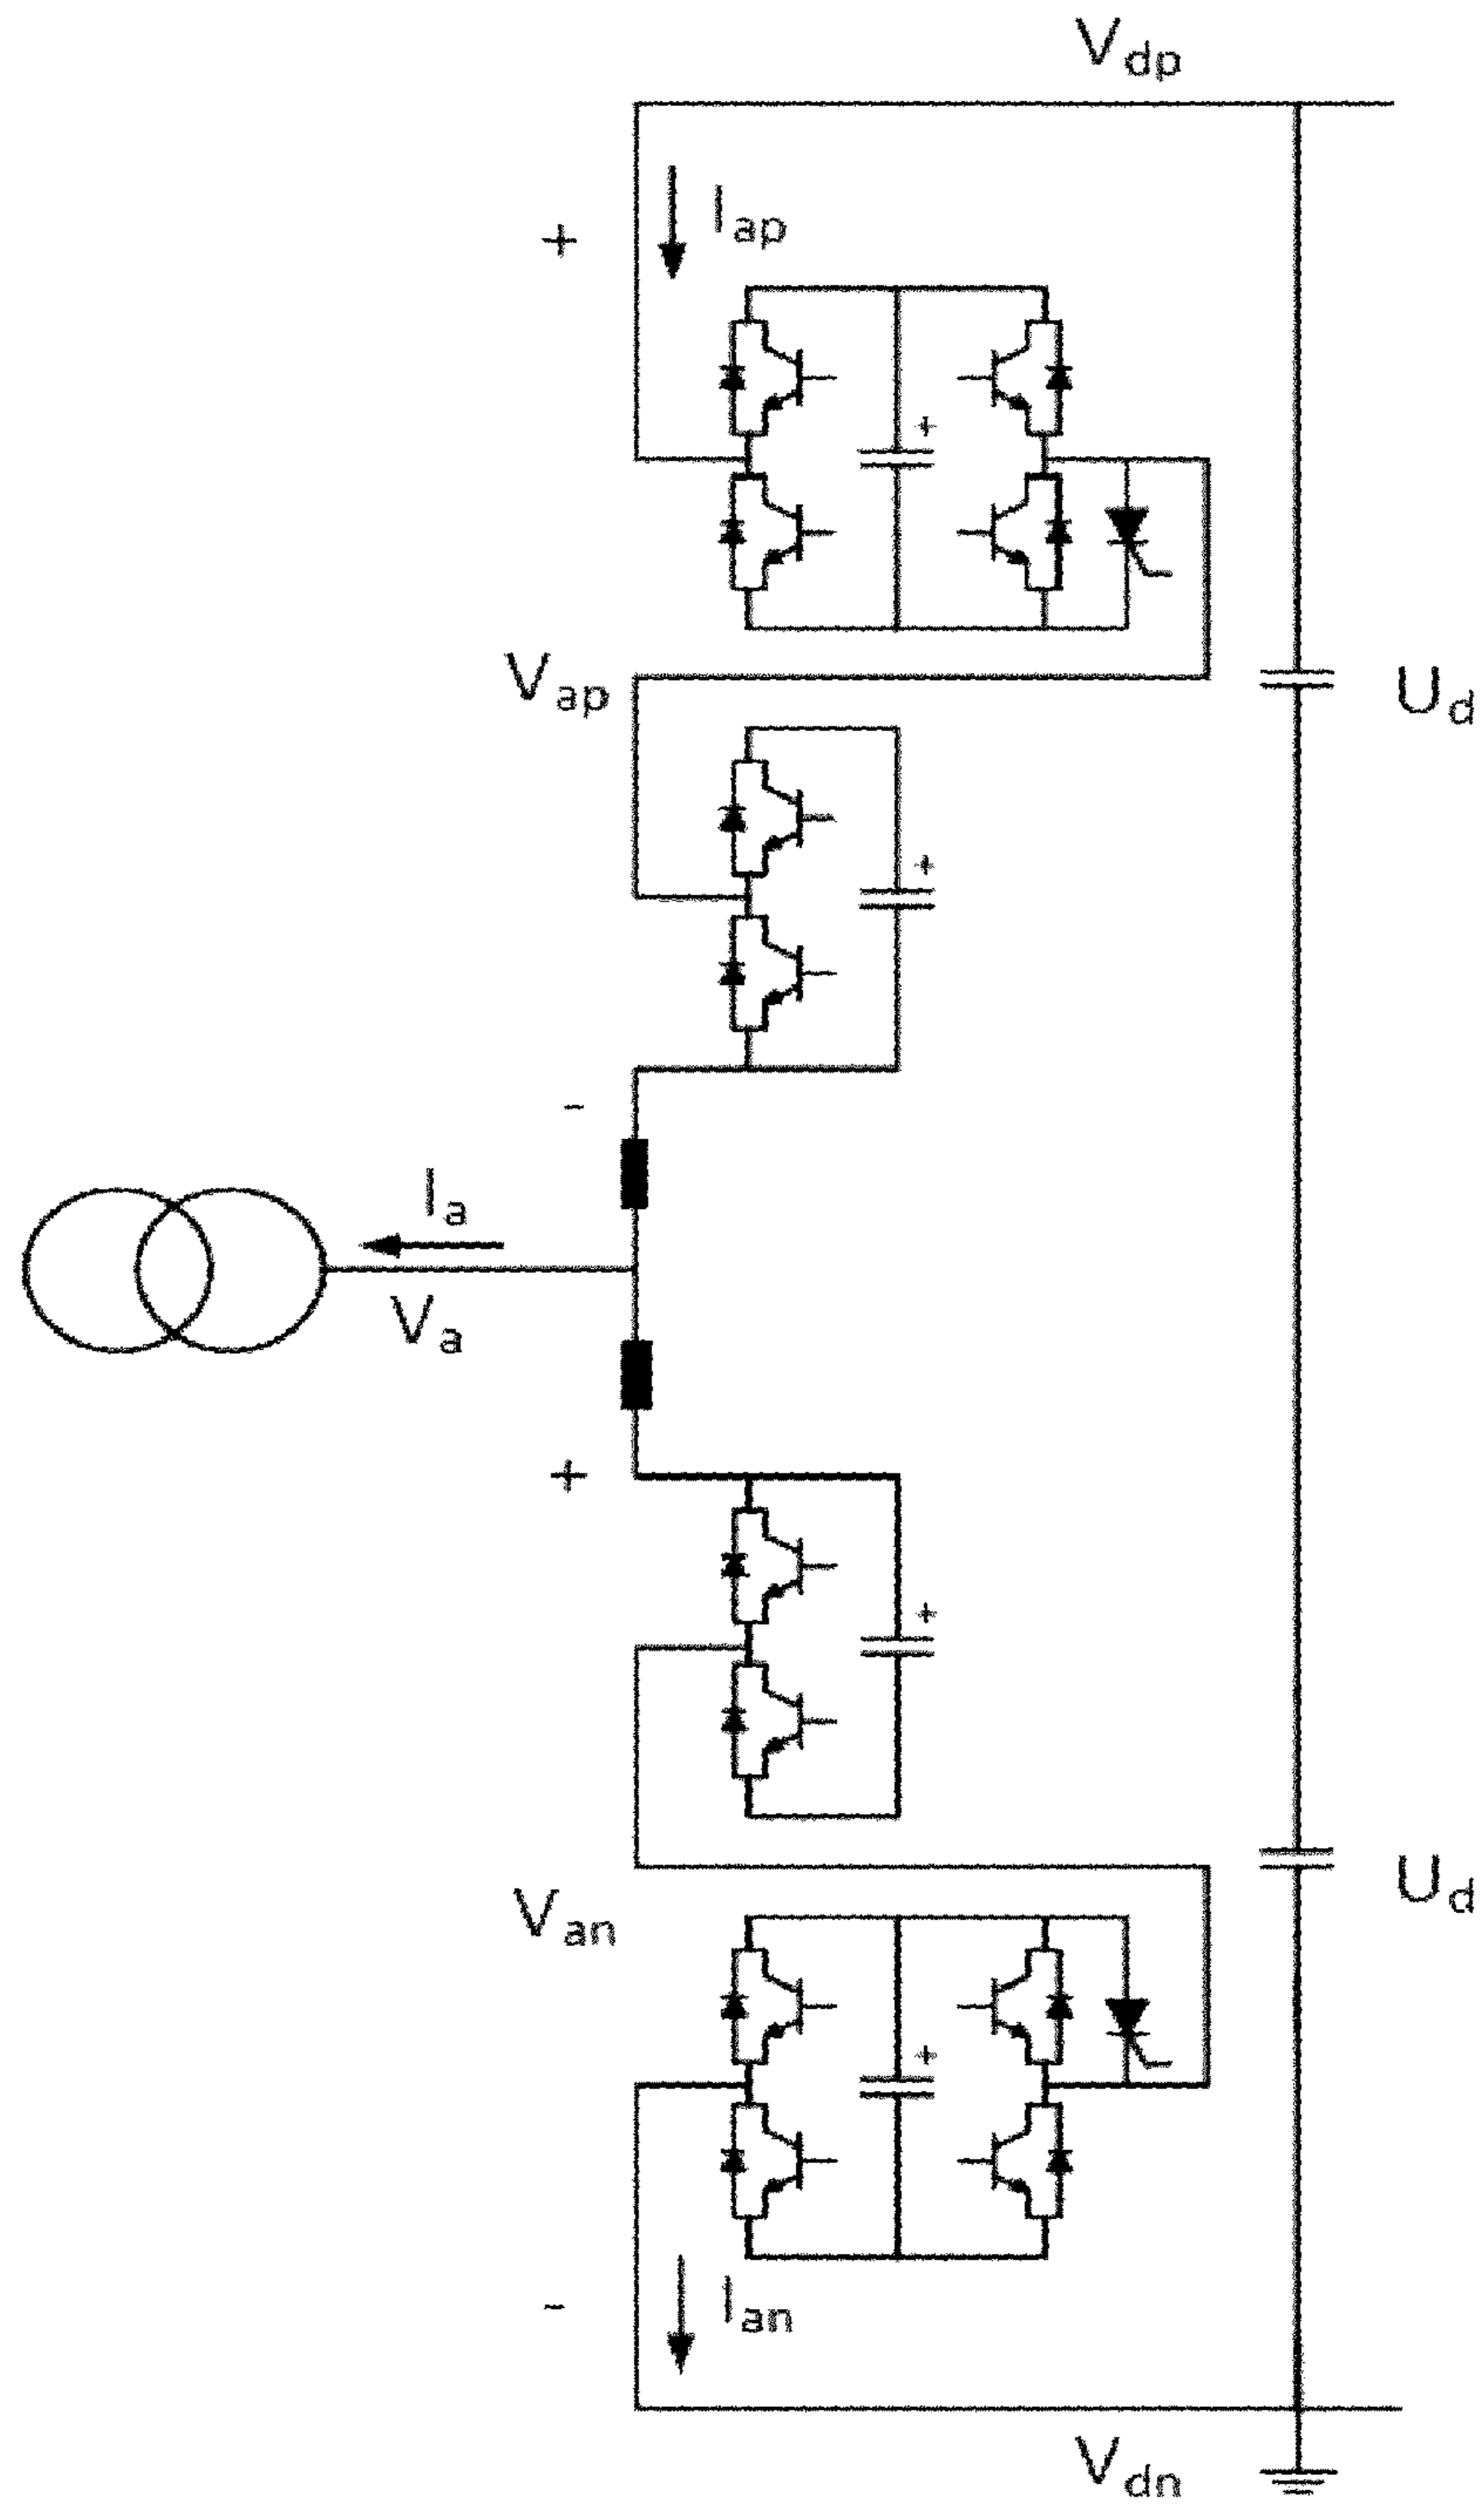 Vdp
+
Iap
+
Vap
Ud
+
-
Ia
Va
+
+
Van
Ud
+
-
Ian
Vdn